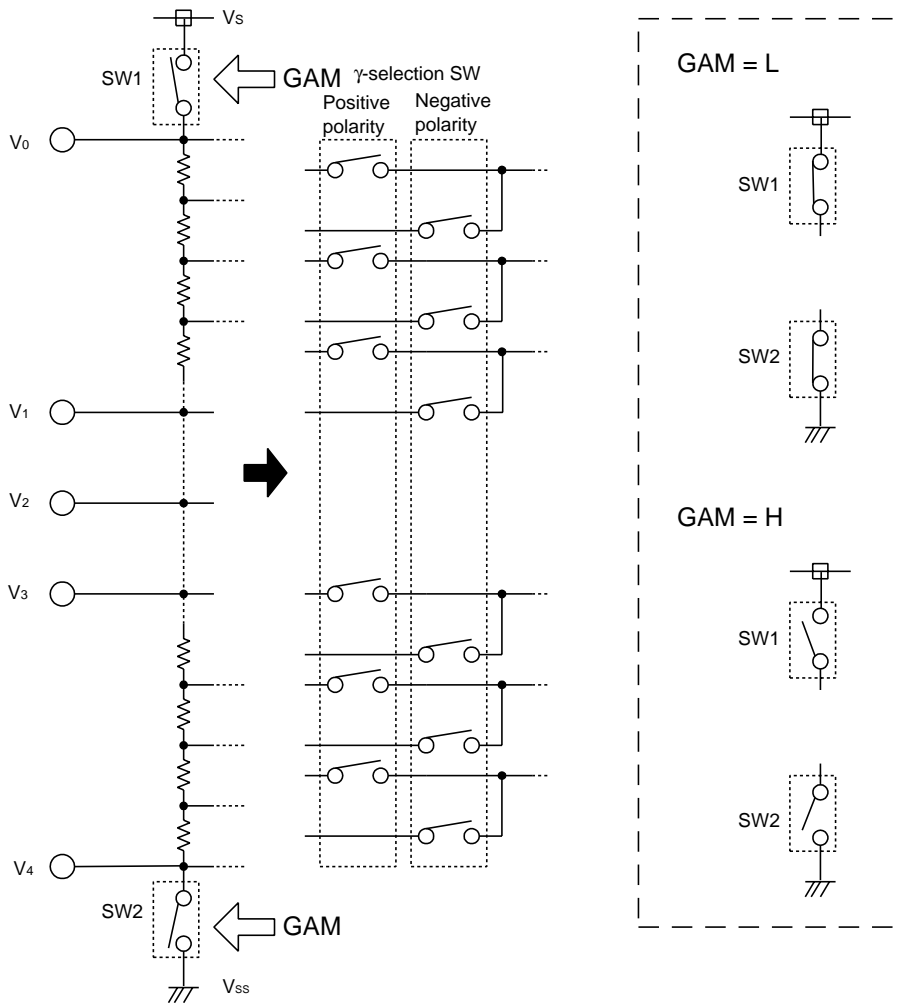 VS
SW1
GAM
γ-selection SW
Positive polarity
Negative polarity
V0
V1
V2
V3
V4
SW2
GAM
VSS
GAM = L
SW1
SW2
GAM = H
SW1
SW2